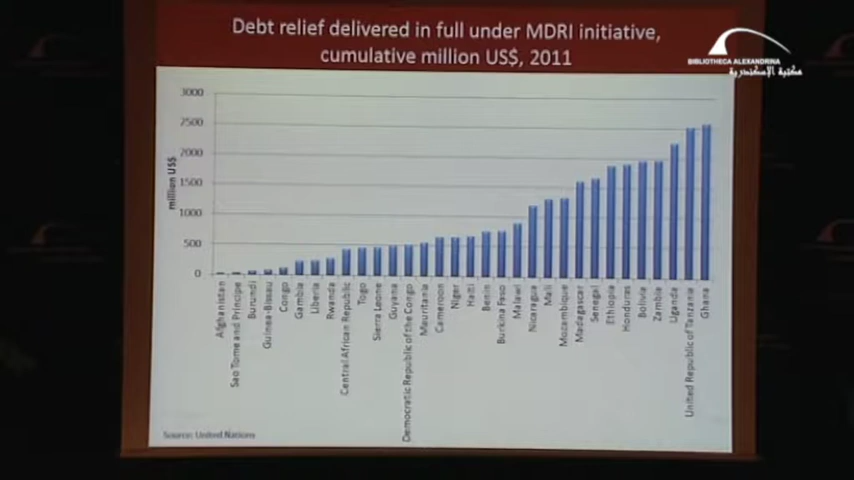 Debt relief delivered in full under MDRI initiative,
cumulative million US$, 2011
BIBLIOTHECA ALEXANDRINA
مكتبة الإسكندرية
3000
2500
2000
1500
1000
500
0
million US$
Afghanistan
Sao Tome and Principe
Burundi
Guinea-Bissau
Congo
Gambia
Liberia
Rwanda
Central African Republic
Togo
Sierra Leone
Guyana
Democratic Republic of the Congo
Mauritania
Cameroon
Niger
Haiti
Benin
Burkina Faso
Malawi
Nicaragua
Mali
Mozambique
Madagascar
Senegal
Ethiopia
Honduras
Bolivia
Zambia
Uganda
United Republic of Tanzania
Ghana
Source: United Nations